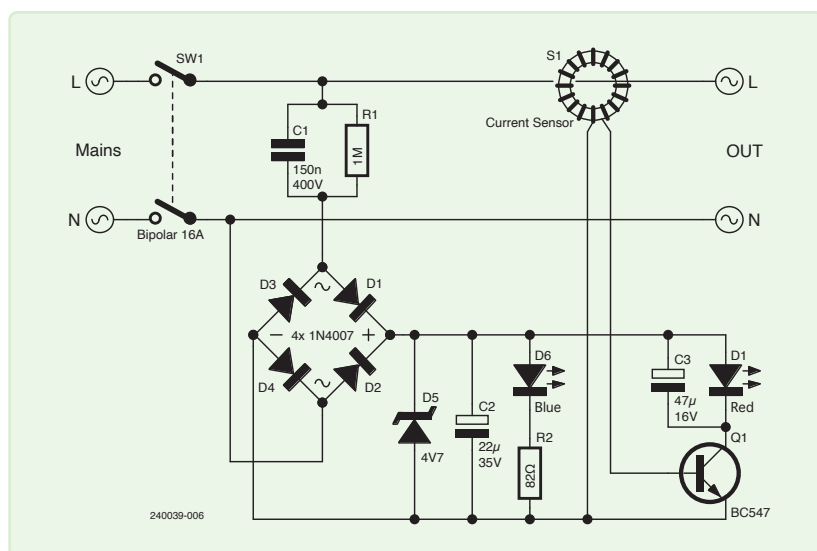 SW1
S1
L
L
R1
C1
1M
Current Sensor
Mains
150n
400V
OUT
N
N
Bipolar 16A
D3
D1
4x 1N4007
D4
D2
D5
4V7
C2
22µ
35V
D6
Blue
R2
82Ω
C3
47µ
16V
D1
Red
Q1
BC547
240039-006